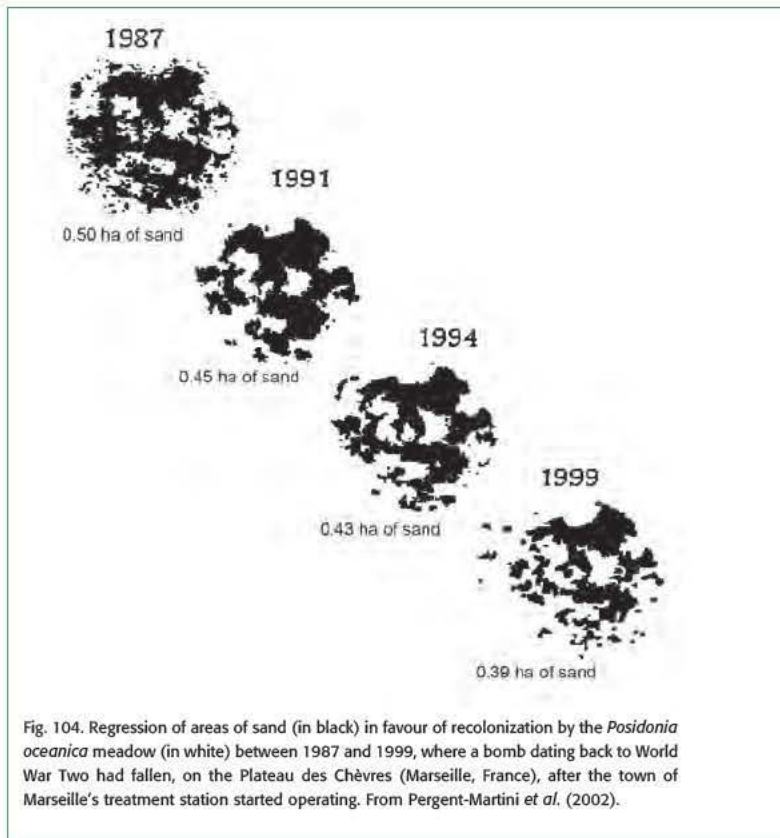 1987
0.50 ha of sand
1991
0.45 ha of sand
1994
0.43 ha of sand
1999
0.39 ha of sand
Fig. 104. Regression of areas of sand (in black) in favour of recolonization by the Posidonia
oceanica meadow (in white) between 1987 and 1999, where a bomb dating back to World
War Two had fallen, on the Plateau des Chèvres (Marseille, France), after the town of
Marseille's treatment station started operating. From Pergent-Martini et al. (2002).